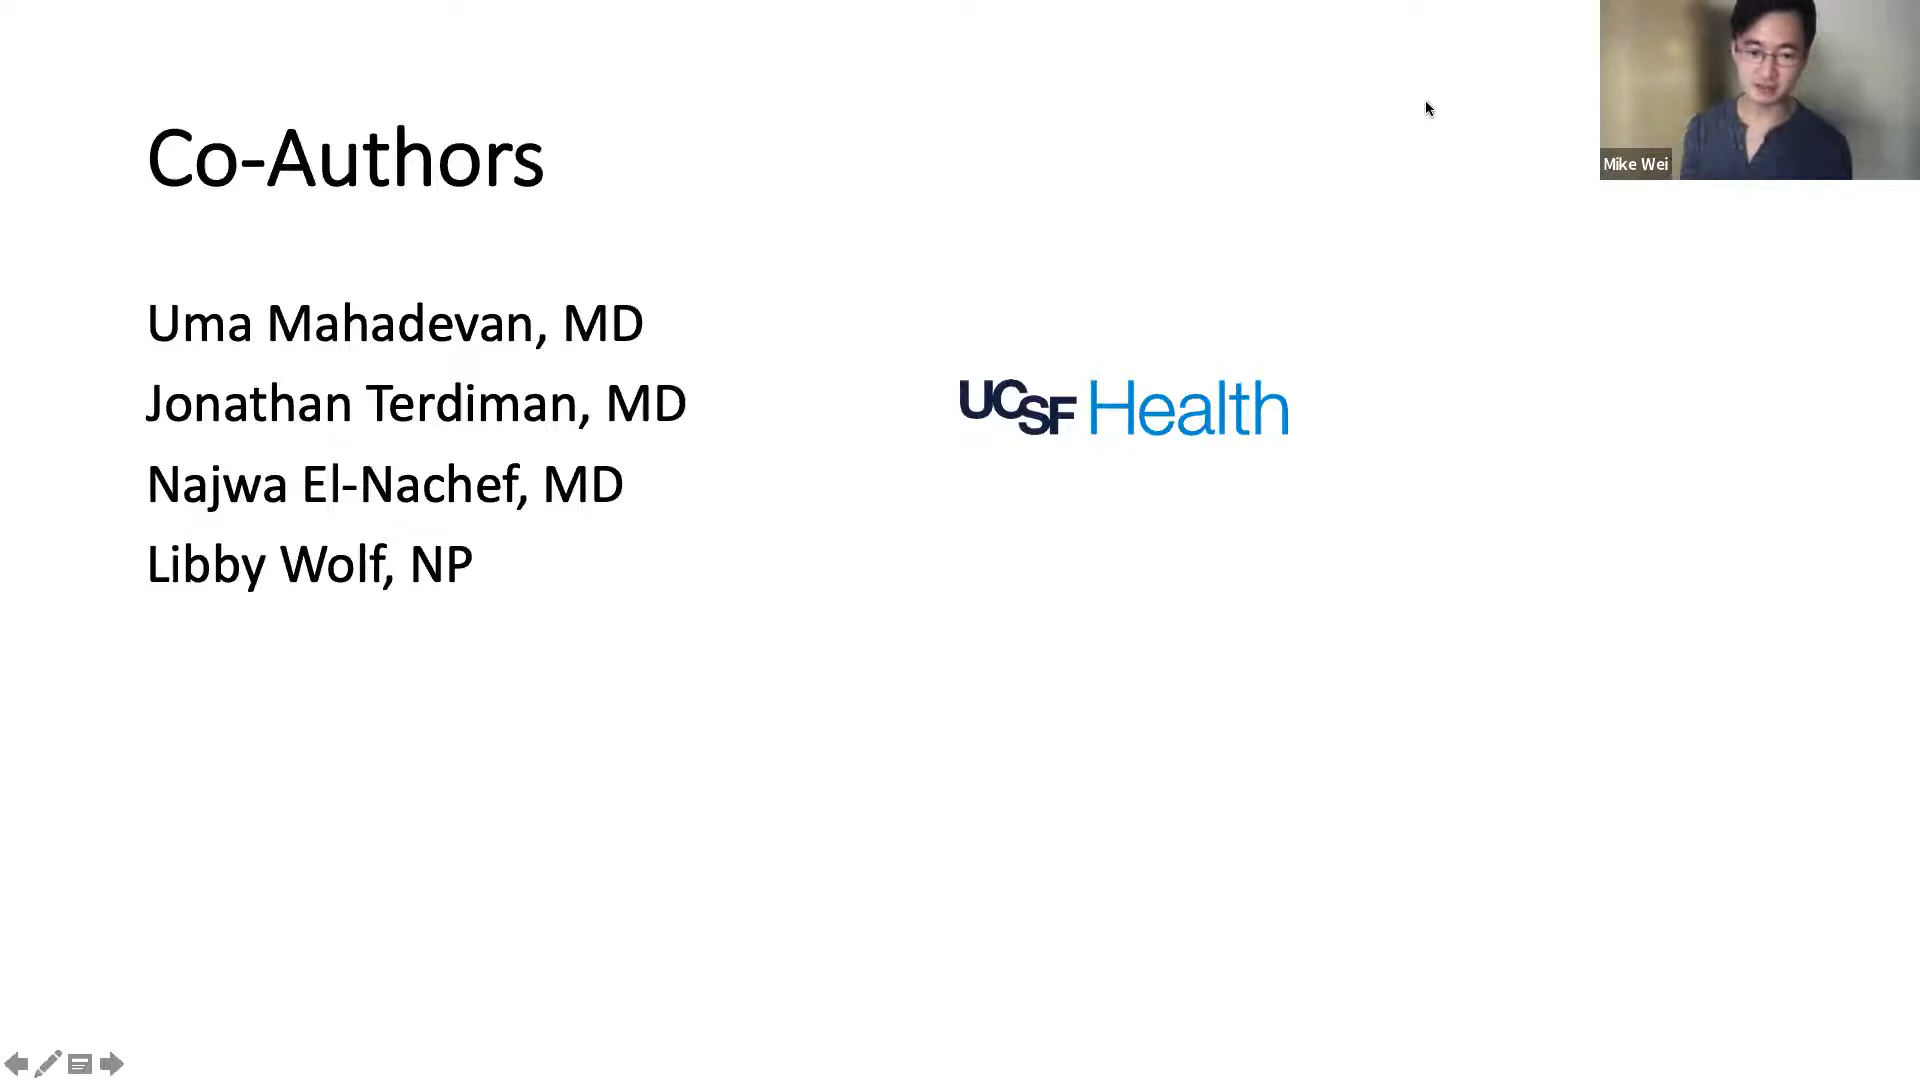 Co-Authors
Uma Mahadevan, MD
Jonathan Terdiman, MD
Najwa El-Nachef, MD
Libby Wolf, NP
UCSF Health
Mike Wei